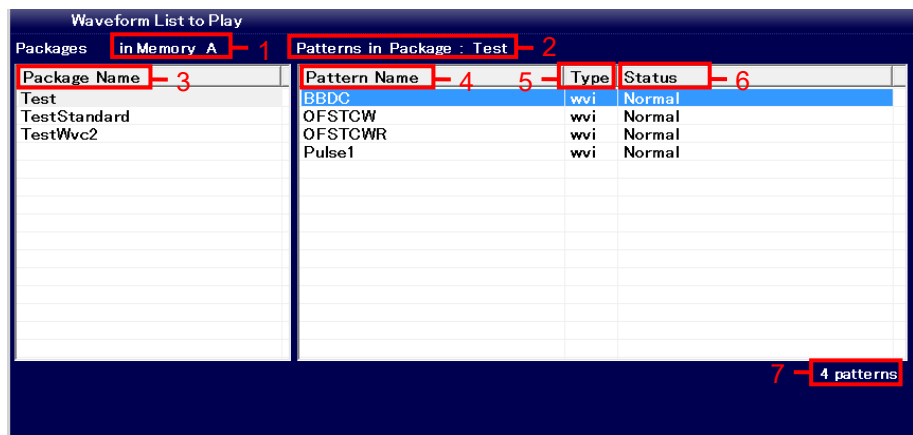 Waveform List to Play
Packages in Memory A 1 Patterns in Package : Test 2
Package Name 3 Pattern Name 4 5 Type Status 6
Test BBDC wvi Normal
TestStandard OFSTCW wvi Normal
TestWvc2 OFSTCWR wvi Normal
Pulse1 wvi Normal
7 4 patterns